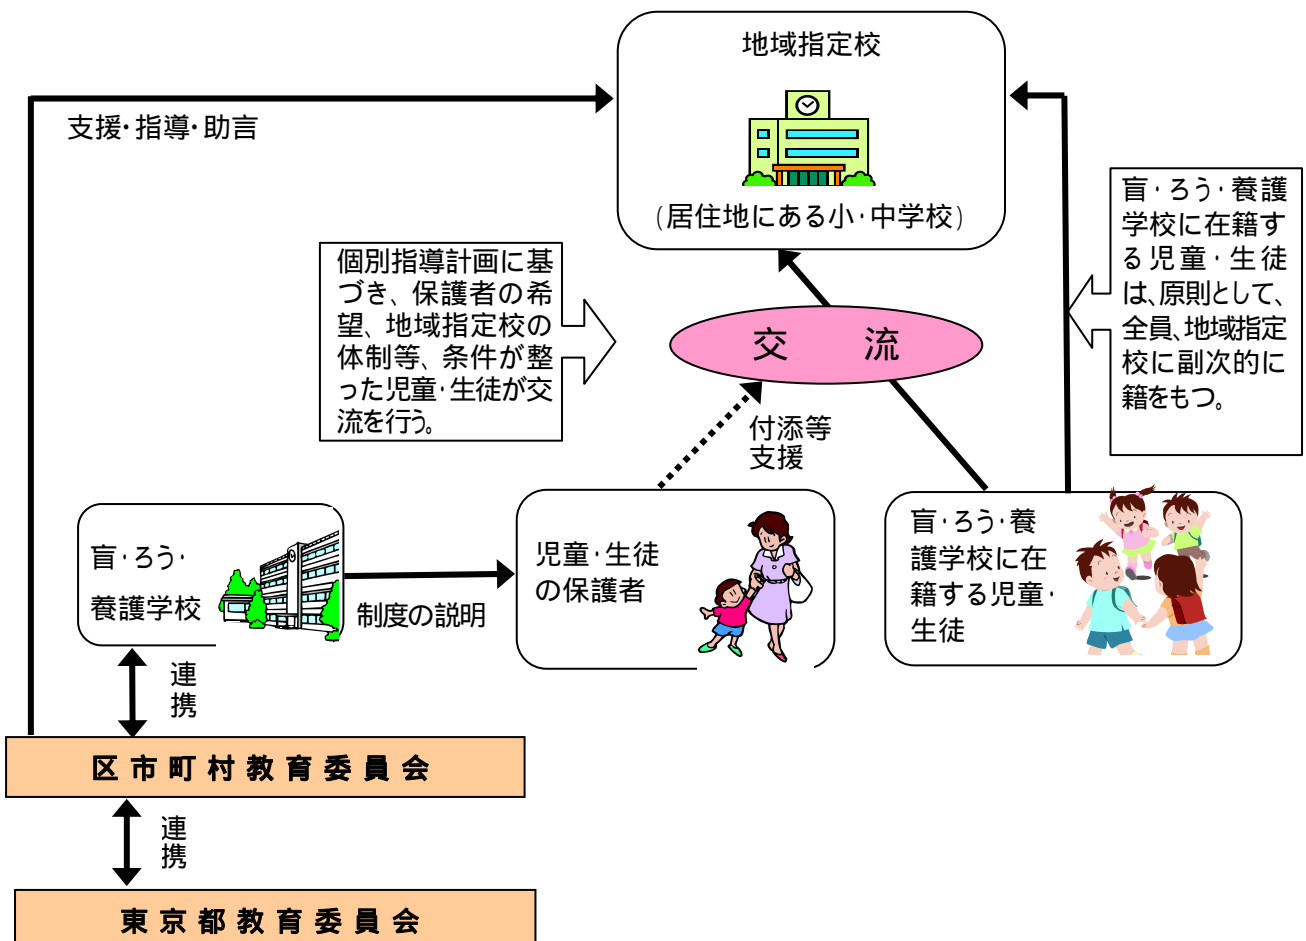 地域指定校
(居住地にある小・中学校)
支援・指導・助言
盲・ろう・養護
学校に在籍す
る児童・生徒
は、原則として、
全員、地域指定
校に副次的に
籍をもつ。
個別指導計画に基
づき、保護者の希
望、地域指定校の
体制等、条件が整
った児童・生徒が交
流を行う。
交 流
付添等
支援
盲・ろう・
養護学校
制度の説明
児童・生徒
の保護者
盲・ろう・養
護学校に在
籍する児童・
生徒
連
携
区市町村教育委員会
連
携
東京都教育委員会